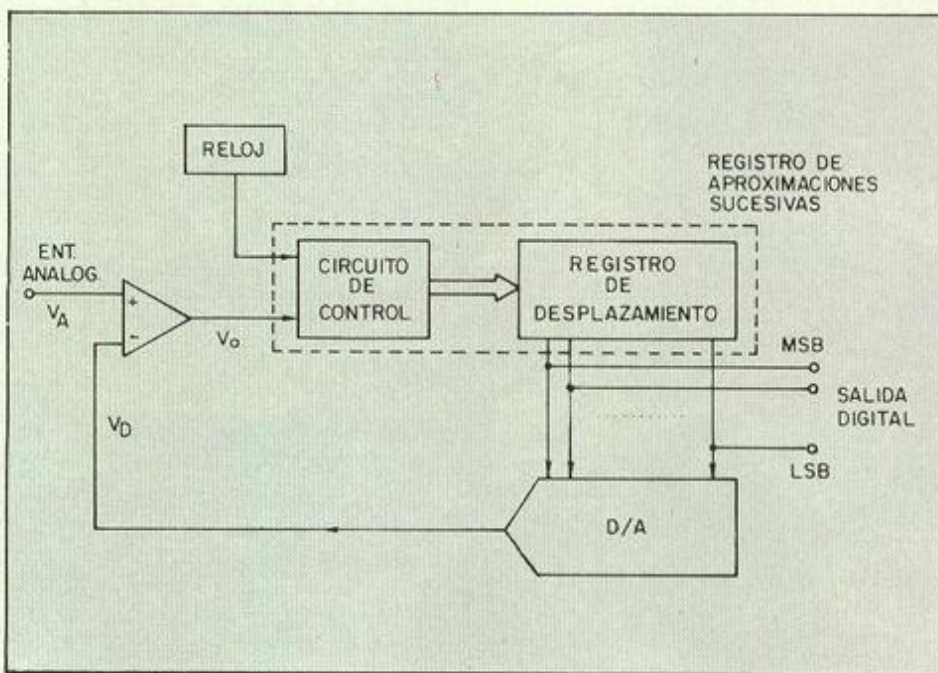 RELOJ
REGISTRO DE
APROXIMACIONES
SUCESIVAS
ENT.
ANALOG.
VA
+
-
Vo
CIRCUITO
DE
CONTROL
REGISTRO
DE
DESPLAZAMIENTO
MSB
SALIDA
DIGITAL
LSB
VD
D/A